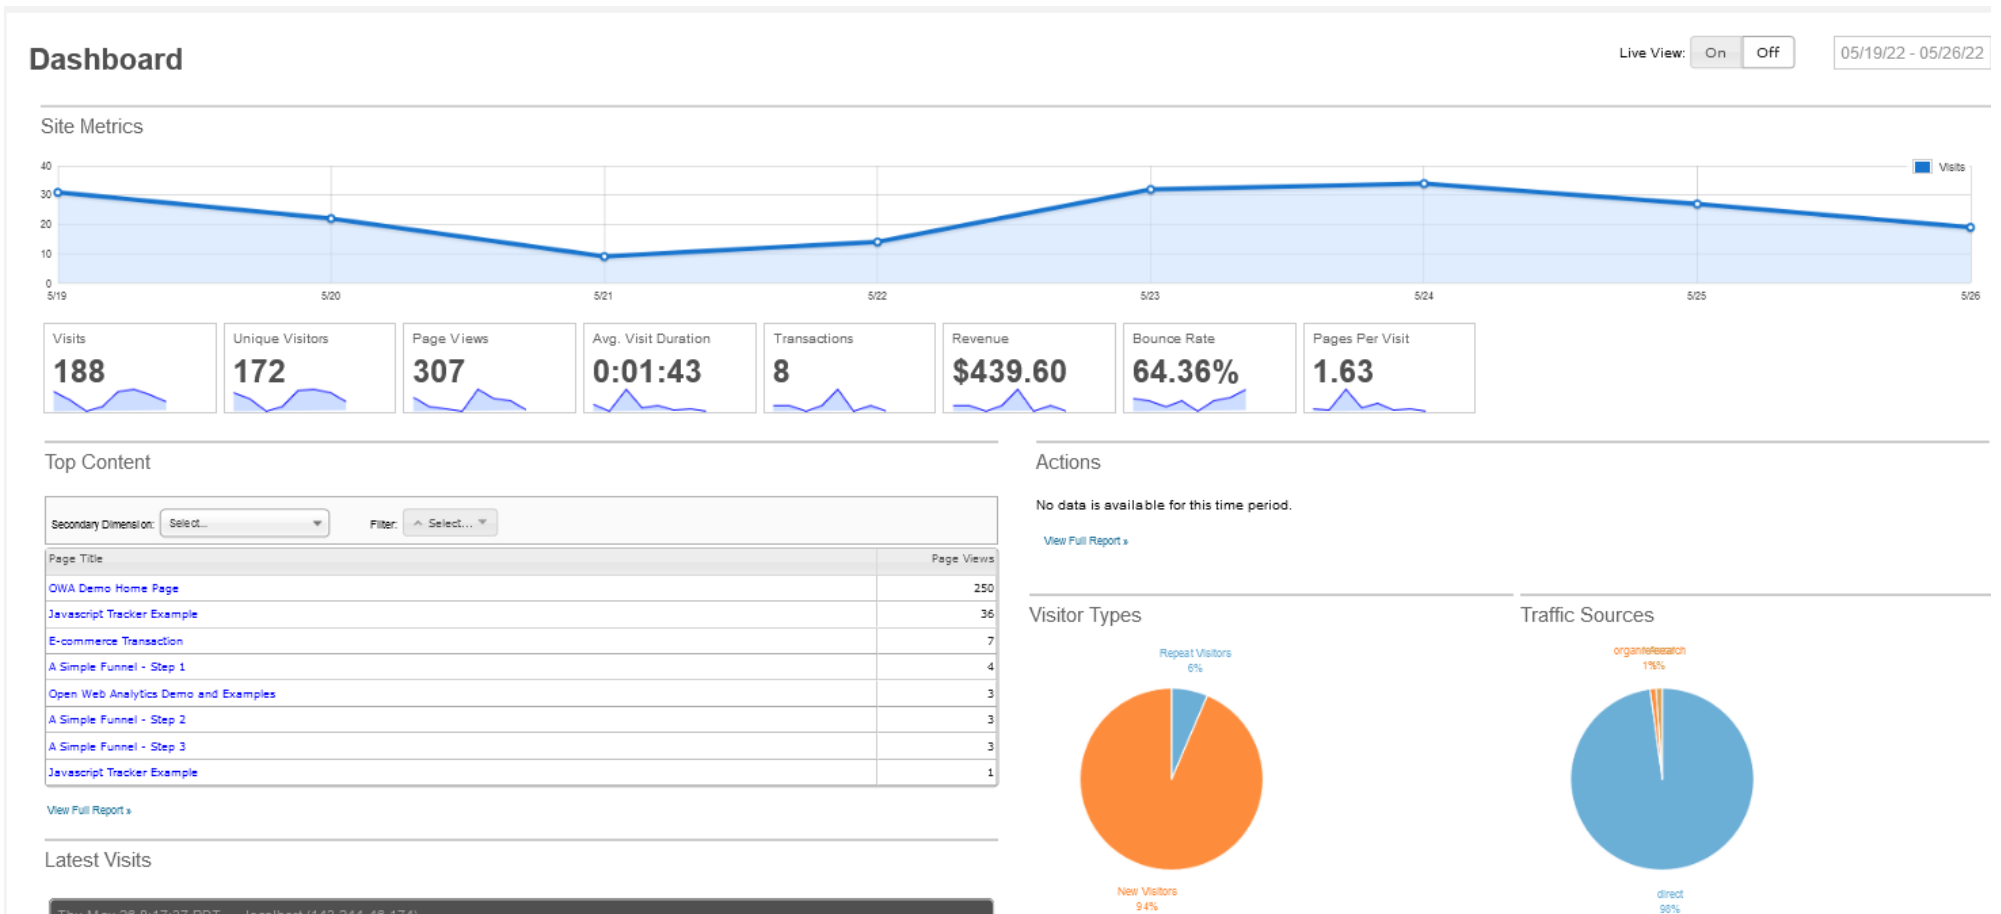 Dashboard
Live View: On Off 05/19/22 - 05/26/22
Site Metrics
40
30
20
10
0
Visits
5/19 5/20 5/21 5/22 5/23 5/24 5/25 5/26
Visits
188
Unique Visitors
172
Page Views
307
Avg. Visit Duration
0:01:43
Transactions
8
Revenue
$439.60
Bounce Rate
64.36%
Pages Per Visit
1.63
Top Content
Secondary Dimension: Select... Filter: Select...
Page Title Page Views
OWA Demo Home Page 250
Javascript Tracker Example 36
E-commerce Transaction 7
A Simple Funnel - Step 1 4
Open Web Analytics Demo and Examples 3
A Simple Funnel - Step 2 3
A Simple Funnel - Step 3 3
Javascript Tracker Example 1
View Full Report »
Latest Visits
Actions
No data is available for this time period.
View Full Report »
Visitor Types
Repeat Visitors
6%
New Visitors
94%
Traffic Sources
direct
98%